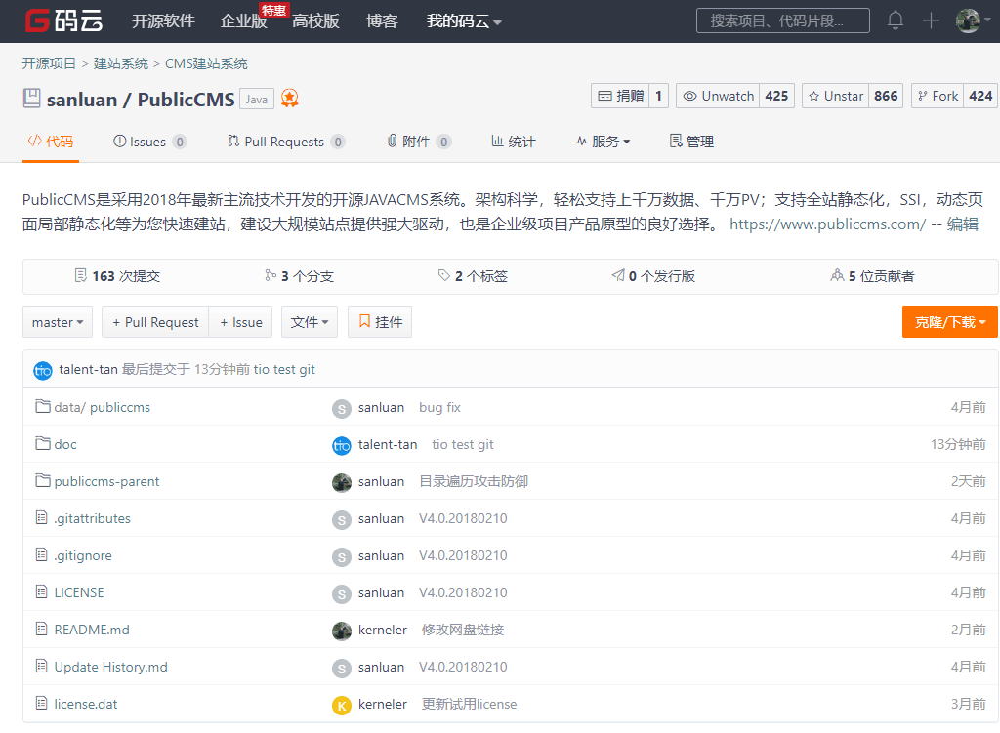 G码云 开源软件 企业版 特惠 高校版 博客 我的码云 搜索项目、代码片段...
开源项目 > 建站系统 > CMS建站系统
sanluan / PublicCMS Java 捐赠 1 Unwatch 425 Unstar 866 Fork 424
代码 Issues 0 Pull Requests 0 附件 0 统计 服务 管理
PublicCMS是采用2018年最新主流技术开发的开源JAVACMS系统。架构科学，轻松支持上千万数据、千万PV；支持全站静态化，SSI，动态页
面局部静态化等为您快速建站，建设大规模站点提供强大驱动，也是企业级项目产品原型的良好选择。 https://www.publiccms.com/ -- 编辑
163 次提交 3 个分支 2 个标签 0 个发行版 5 位贡献者
master + Pull Request + Issue 文件 挂件 克隆/下载
tio talent-tan 最后提交于 13分钟前 tio test git
data/ publiccms S sanluan bug fix 4月前
doc tio talent-tan tio test git 13分钟前
publiccms-parent sanluan 目录遍历攻击防御 2天前
.gitattributes S sanluan V4.0.20180210 4月前
.gitignore S sanluan V4.0.20180210 4月前
LICENSE S sanluan V4.0.20180210 4月前
README.md kerneler 修改网盘链接 2月前
Update History.md S sanluan V4.0.20180210 4月前
license.dat K kerneler 更新试用license 3月前